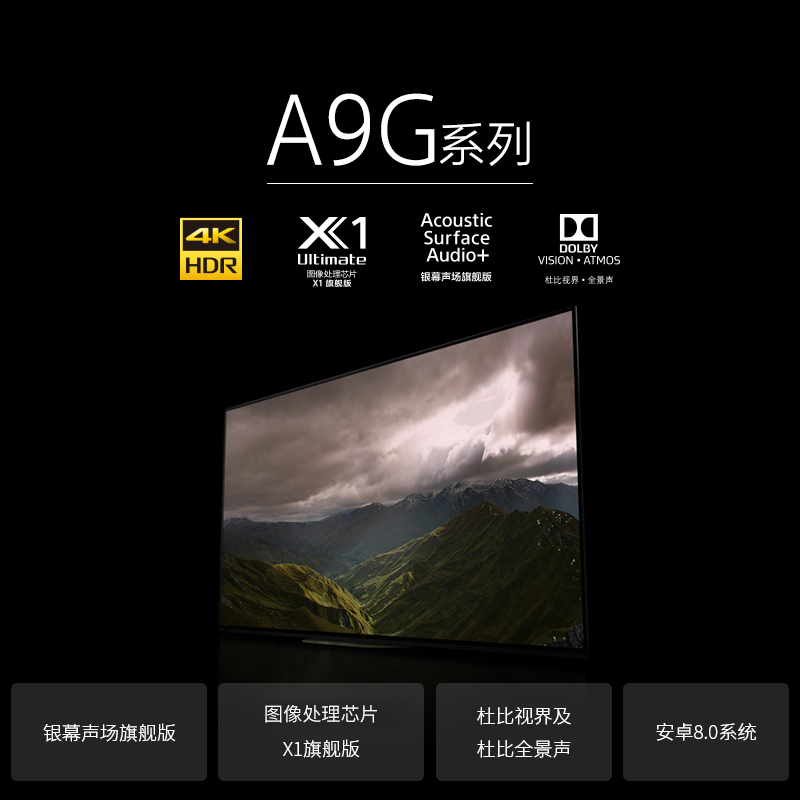 A9G系列
4K
HDR
X1
Ultimate
图像处理芯片
X1 旗舰版
Acoustic
Surface
Audio+
银幕声场旗舰版
DOLBY
VISION·ATMOS
杜比视界·全景声
银幕声场旗舰版
图像处理芯片
X1旗舰版
杜比视界及
杜比全景声
安卓8.0系统